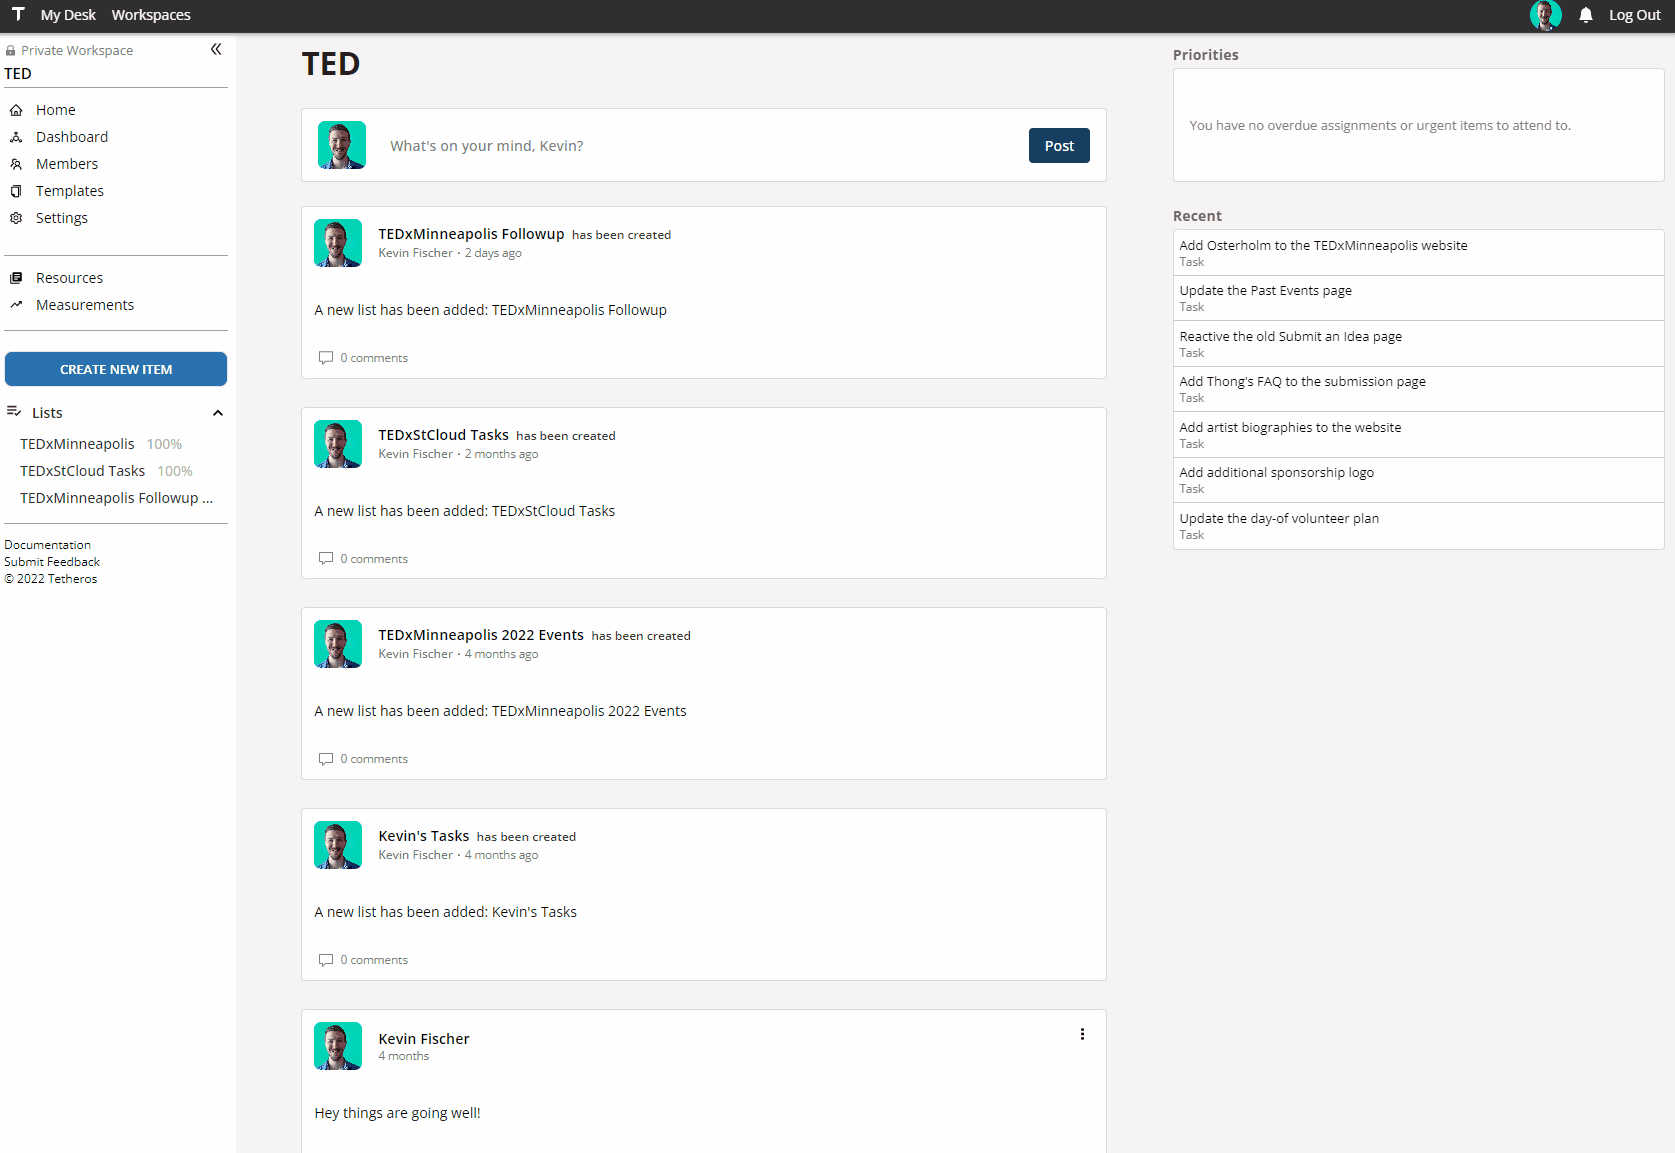 T My Desk Workspaces Log Out
Private Workspace
TED
Home
Dashboard
Members
Templates
Settings
Resources
Measurements
CREATE NEW ITEM
Lists
TEDxMinneapolis 100%
TEDxStCloud Tasks 100%
TEDxMinneapolis Followup ...
Documentation
Submit Feedback
© 2022 Tetheros
TED
What's on your mind, Kevin?
Post
TEDxMinneapolis Followup has been created
Kevin Fischer · 2 days ago
A new list has been added: TEDxMinneapolis Followup
0 comments
TEDxStCloud Tasks has been created
Kevin Fischer · 2 months ago
A new list has been added: TEDxStCloud Tasks
0 comments
TEDxMinneapolis 2022 Events has been created
Kevin Fischer · 4 months ago
A new list has been added: TEDxMinneapolis 2022 Events
0 comments
Kevin's Tasks has been created
Kevin Fischer · 4 months ago
A new list has been added: Kevin's Tasks
0 comments
Kevin Fischer
4 months
Hey things are going well!
Priorities
You have no overdue assignments or urgent items to attend to.
Recent
Add Osterholm to the TEDxMinneapolis website
Task
Update the Past Events page
Task
Reactive the old Submit an Idea page
Task
Add Thong's FAQ to the submission page
Task
Add artist biographies to the website
Task
Add additional sponsorship logo
Task
Update the day-of volunteer plan
Task